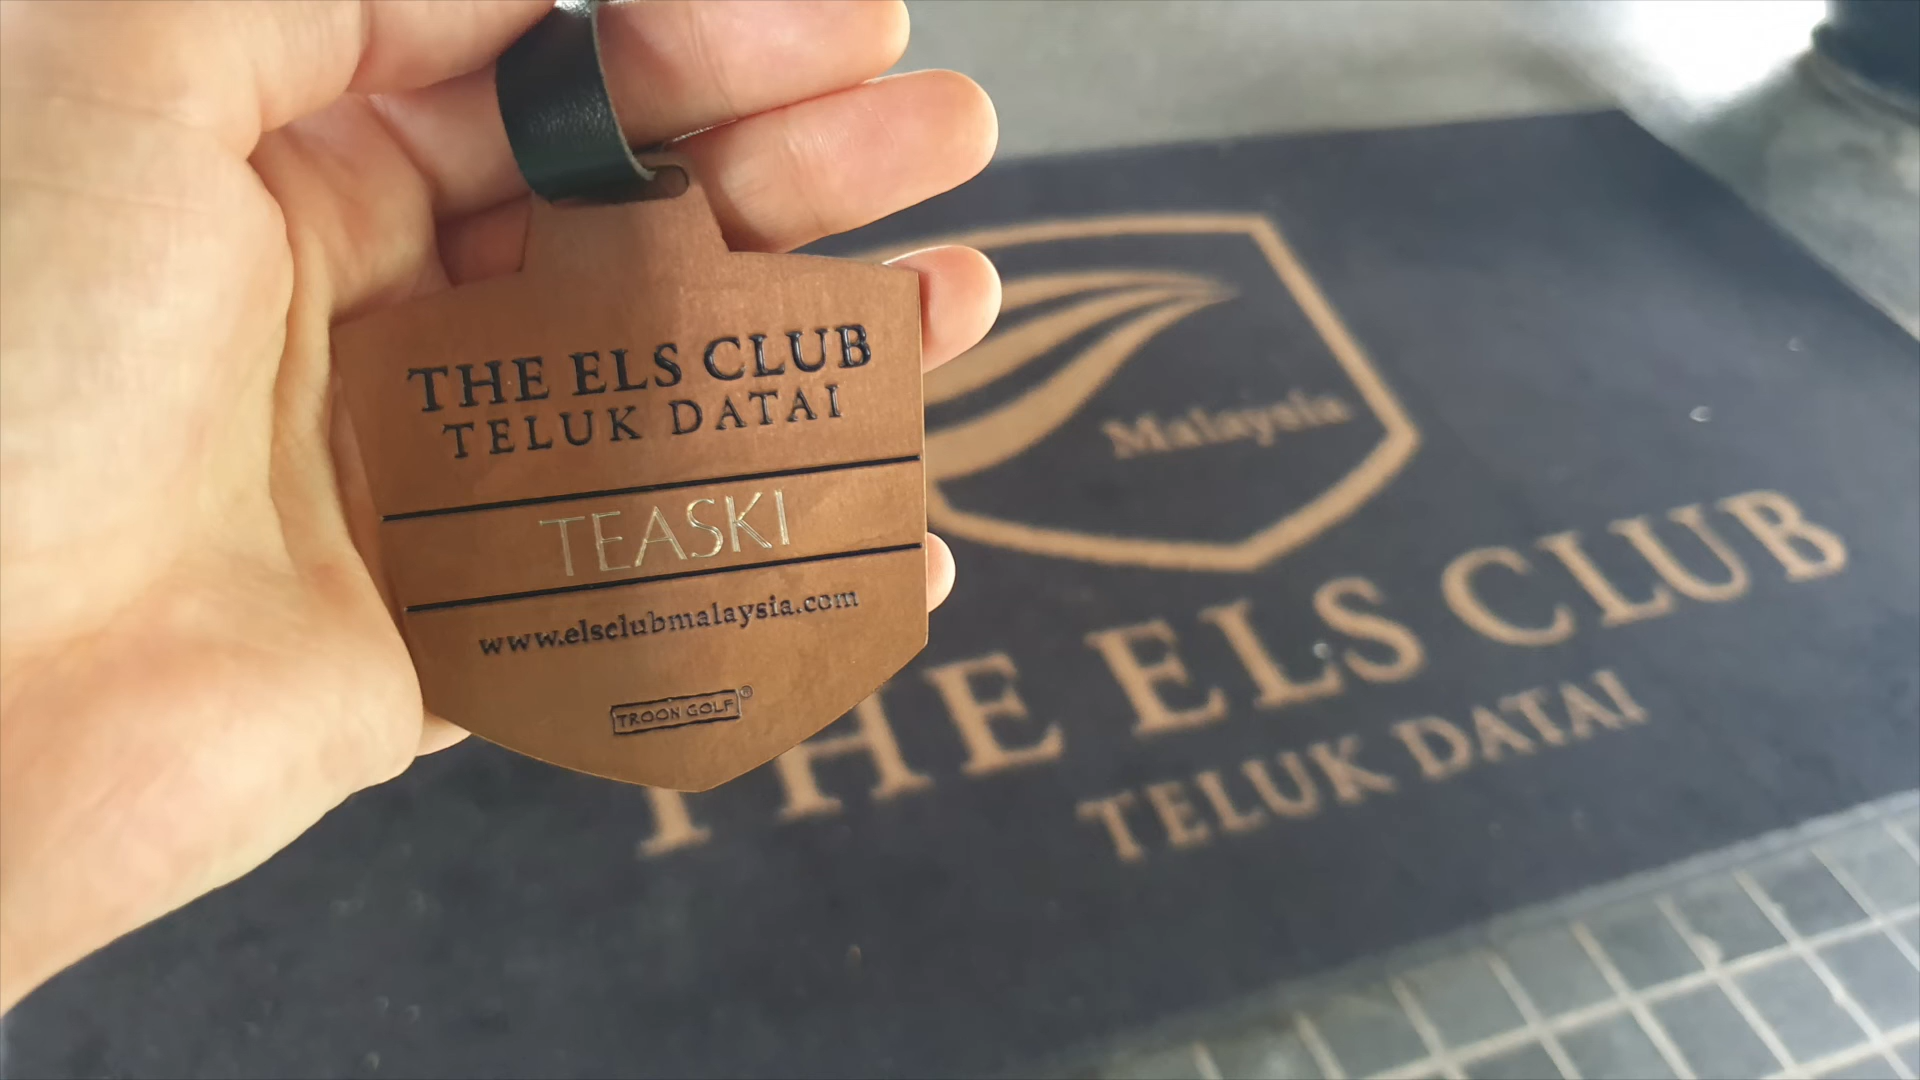 THE ELS CLUB
TELUK DATAI
TEASKI
www.elsclubmalaysia.com
TROON GOLF®
Malaysia
THE ELS CLUB
TELUK DATAI